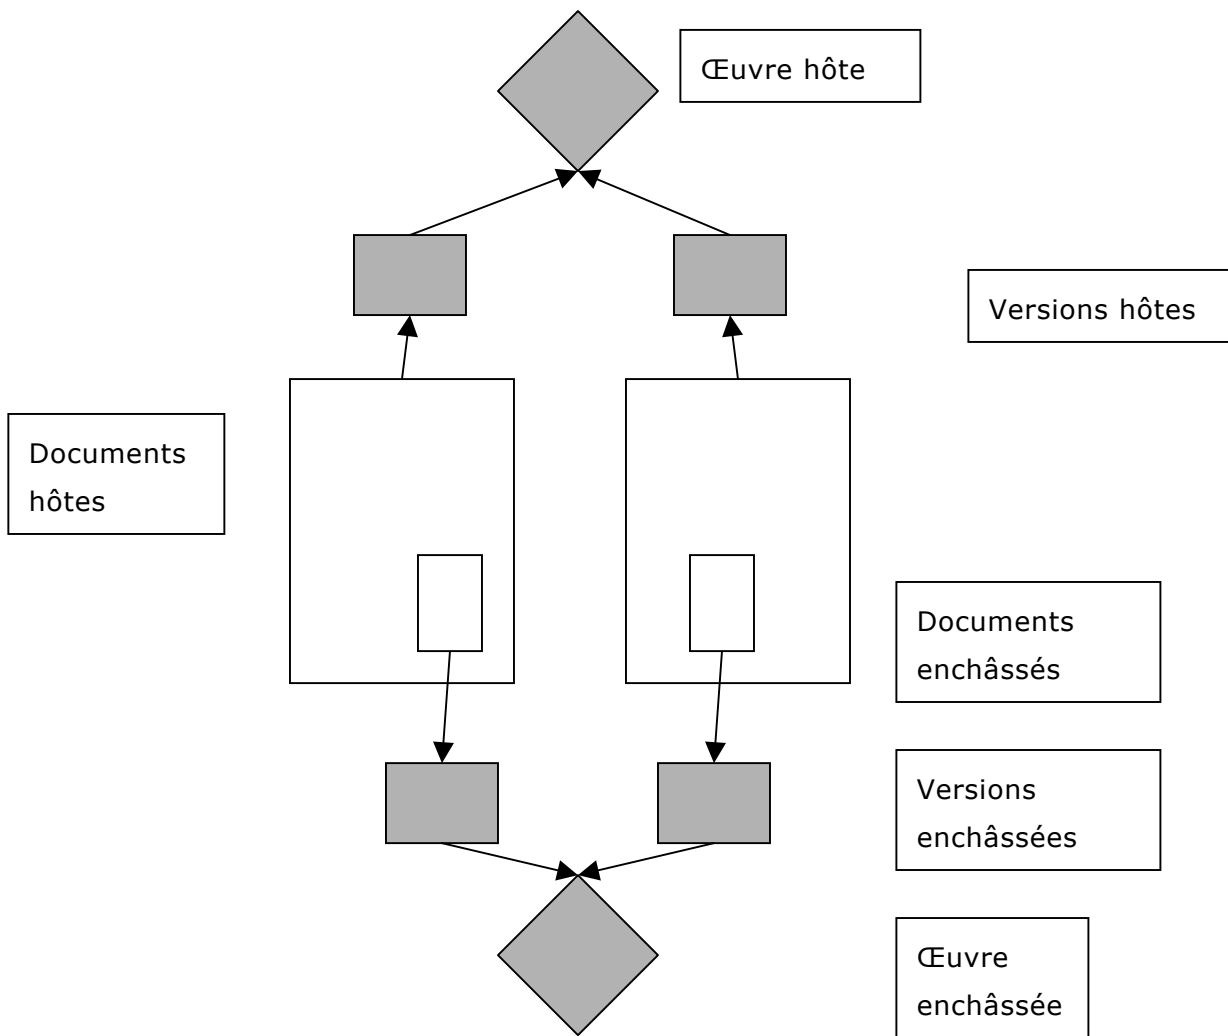 Œuvre hôte
Versions hôtes
Documents
hôtes
Documents
enchâssés
Versions
enchâssées
Œuvre
enchâssée